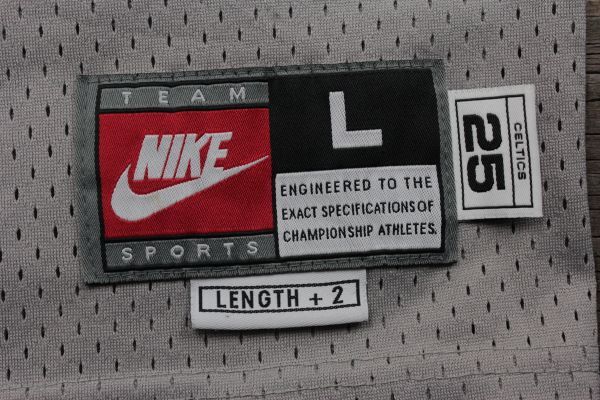 TEAM
NIKE
SPORTS
L
ENGINEERED TO THE
EXACT SPECIFICATIONS OF
CHAMPIONSHIP ATHLETES.
LENGTH + 2
CELTICS
25